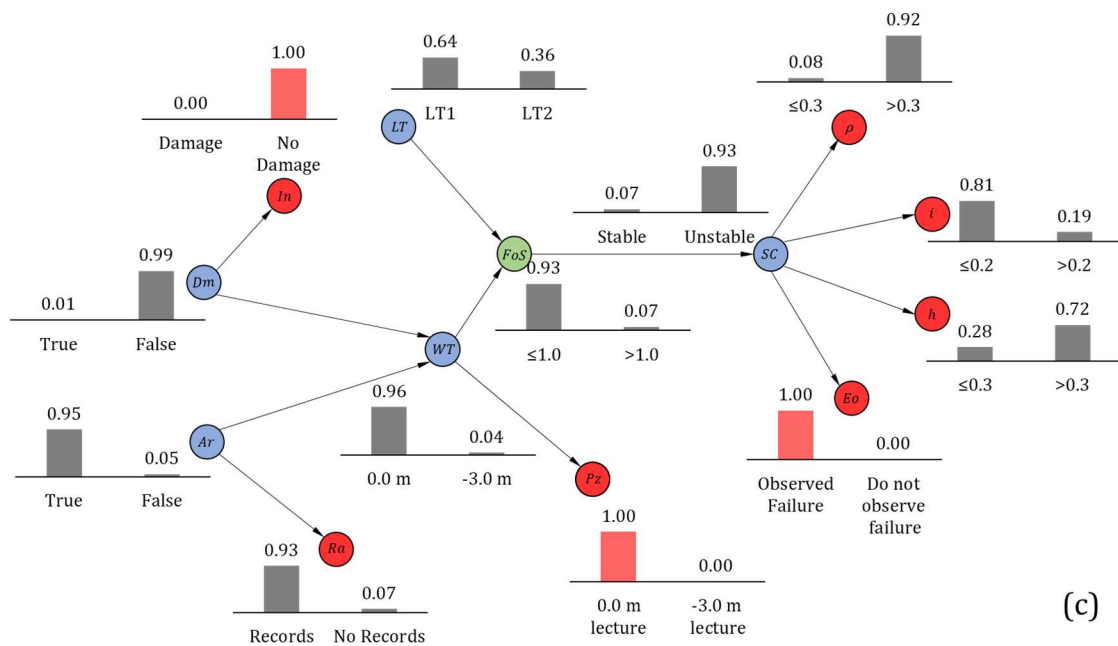 0.92
0.08
≤0.3 >0.3
ρ
0.64 0.36
LT1 LT2
LT
1.00
0.00
Damage No
Damage
In
0.93
0.07
Stable Unstable
SC
0.81
0.19
≤0.2 >0.2
i
FoS
0.93
0.07
≤1.0 >1.0
0.99
0.01
True False
Dm
WT
0.96
0.04
0.0 m -3.0 m
h
0.72
0.28
≤0.3 >0.3
Eo
1.00
0.00
Observed
Failure
Do not
observe
failure
0.95
0.05
True False
Ar
Pz
1.00
0.00
0.0 m
lecture
-3.0 m
lecture
Ra
0.93
0.07
Records No Records
(c)